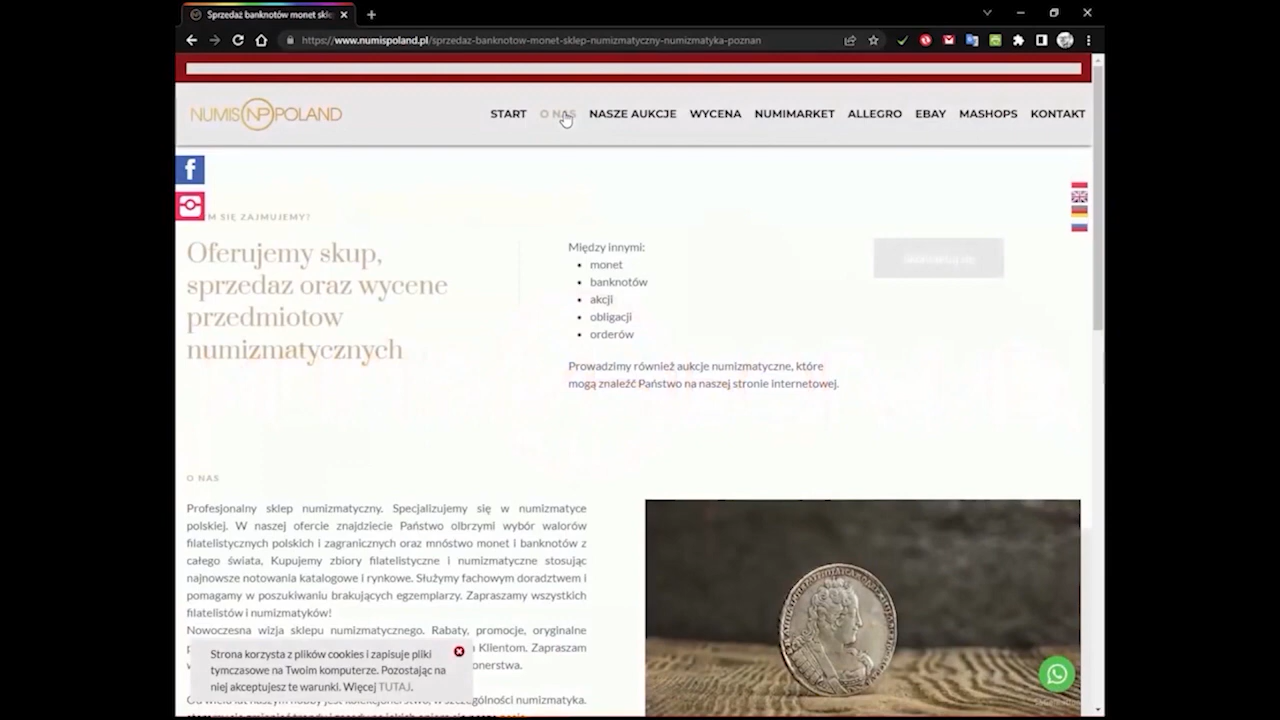 Sprzedaż banknotów monet skle
https://www.numispoland.pl/sprzedaz-banknotow-monet-sklep-numizmatyczny-numizmatyka-poznan
NUMIS NP POLAND
START O NAS NASZE AUKCJE WYCENA NUMIMARKET ALLEGRO EBAY MASHOPS KONTAKT
M SIĘ ZAJMUJEMY?
Oferujemy skup,
sprzedaz oraz wycene
przedmiotow
numizmatycznych
Między innymi:
monet
banknotów
akcji
obligacji
orderów
Prowadzimy również aukcje numizmatyczne, które
mogą znaleźć Państwo na naszej stronie internetowej.
O NAS
Profesjonalny sklep numizmatyczny. Specjalizujemy się w numizmatyce
polskiej. W naszej ofercie znajdziecie Państwo olbrzymi wybór walorów
filatelistycznych polskich i zagranicznych oraz mnóstwo monet i banknotów z
całego świata, Kupujemy zbiory filatelistyczne i numizmatyczne stosując
najnowsze notowania katalogowe i rynkowe. Służymy fachowym doradztwem i
pomagamy w poszukiwaniu brakujących egzemplarzy. Zapraszamy wszystkich
filatelistów i numizmatyków!
Nowoczesna wizja sklepu numizmatycznego. Rabaty, promocje, oryginalne
Klientom. Zapraszam
onerstwa.
Strona korzysta z plików cookies i zapisuje pliki
tymczasowe na Twoim komputerze. Pozostając na
niej akceptujesz te warunki. Więcej TUTAJ.